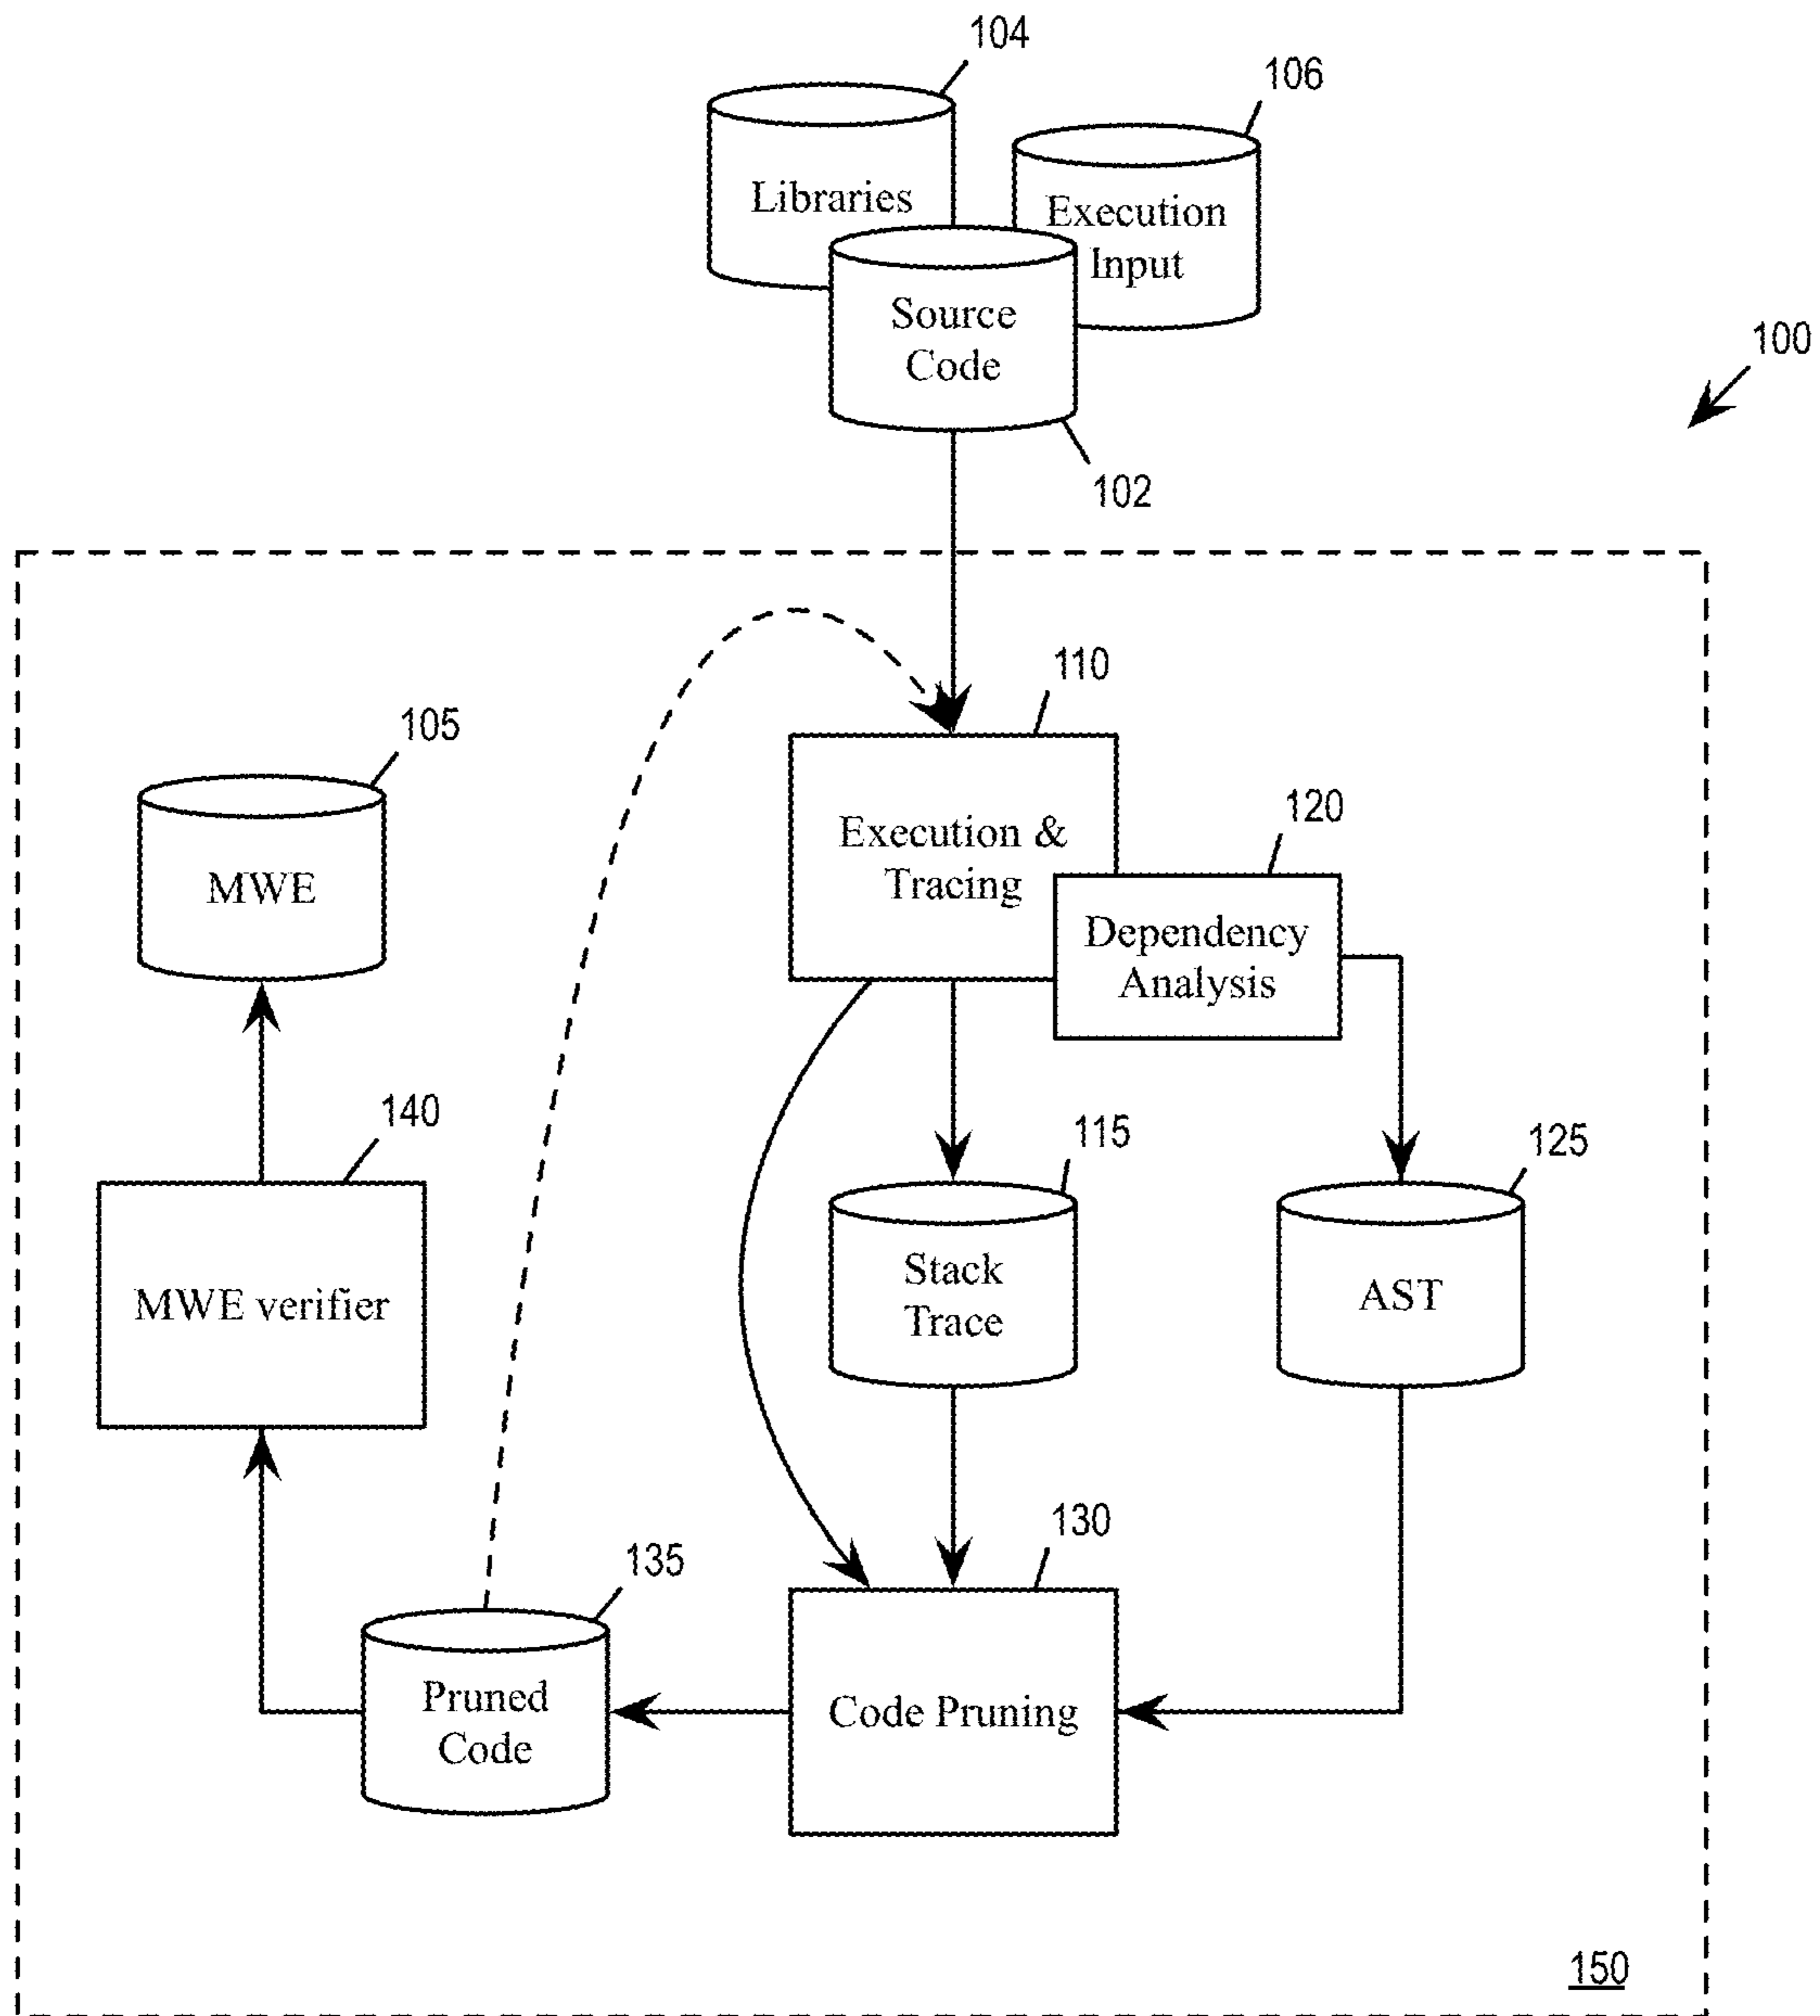 104
106
Libraries
Execution
Input
Source
Code
100
102
110
105
120
Execution &
Tracing
MWE
Dependency
Analysis
140
115
125
Stack
Trace
AST
MWE verifier
130
135
Pruned
Code
Code Pruning
150